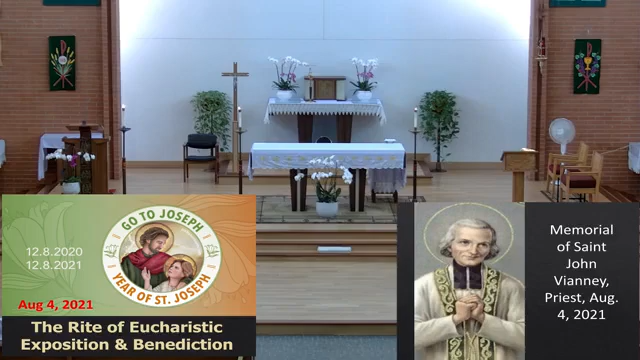 GO TO JOSEPH
YEAR OF ST. JOSEPH
12.8.2020
12.8.2021
Aug 4, 2021
The Rite of Eucharistic
Exposition & Benediction
Memorial
of Saint
John
Vianney,
Priest, Aug.
4, 2021